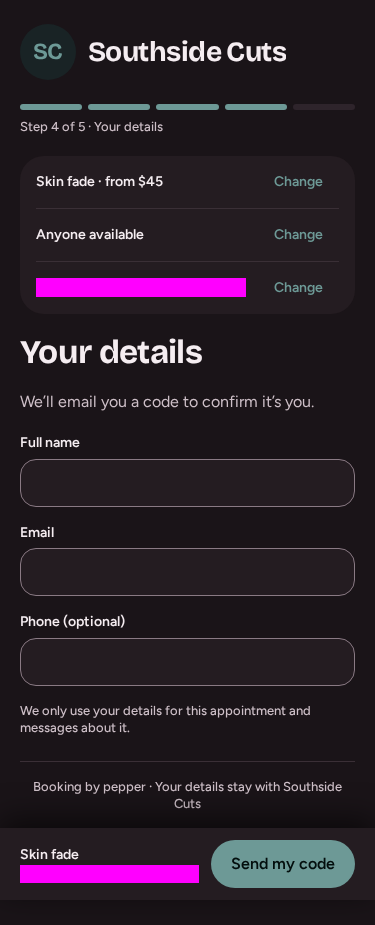 SC
Southside Cuts
Step 4 of 5 · Your details
Skin fade · from $45
Change
Anyone available
Change
Change
Your details
We’ll email you a code to confirm it’s you.
Full name
Email
Phone (optional)
We only use your details for this appointment and
messages about it.
Booking by pepper · Your details stay with Southside
Cuts
Skin fade
Send my code